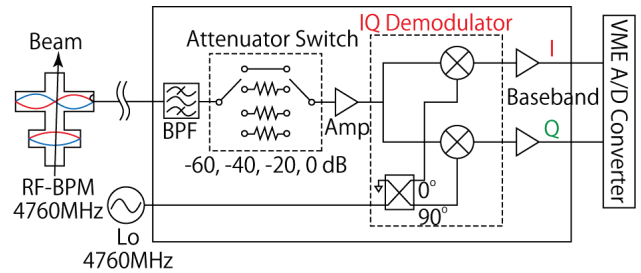 IQ Demodulator
Beam
Attenuator Switch
I
BPF
Amp
Baseband
Q
-60, -40, -20, 0 dB
RF-BPM
4760MHz
0°
90°
Lo
4760MHz
VME A/D Converter